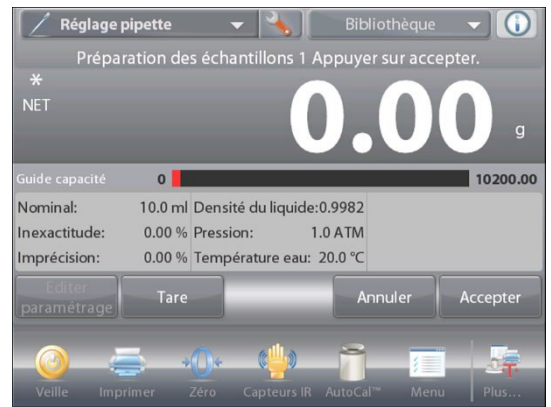 Réglage pipette
Bibliothèque
Préparation des échantillons 1 Appuyer sur accepter.
*
NET
0.00 g
Guide capacité 0 10200.00
Nominal: 10.0 ml Densité du liquide:0.9982
Inexactitude: 0.00 % Pression: 1.0 ATM
Imprécision: 0.00 % Température eau: 20.0 °C
Editer
paramétrage
Tare
Annuler
Accepter
Veille
Imprimer
Zéro
Capteurs IR
AutoCal™
Menu
Plus...